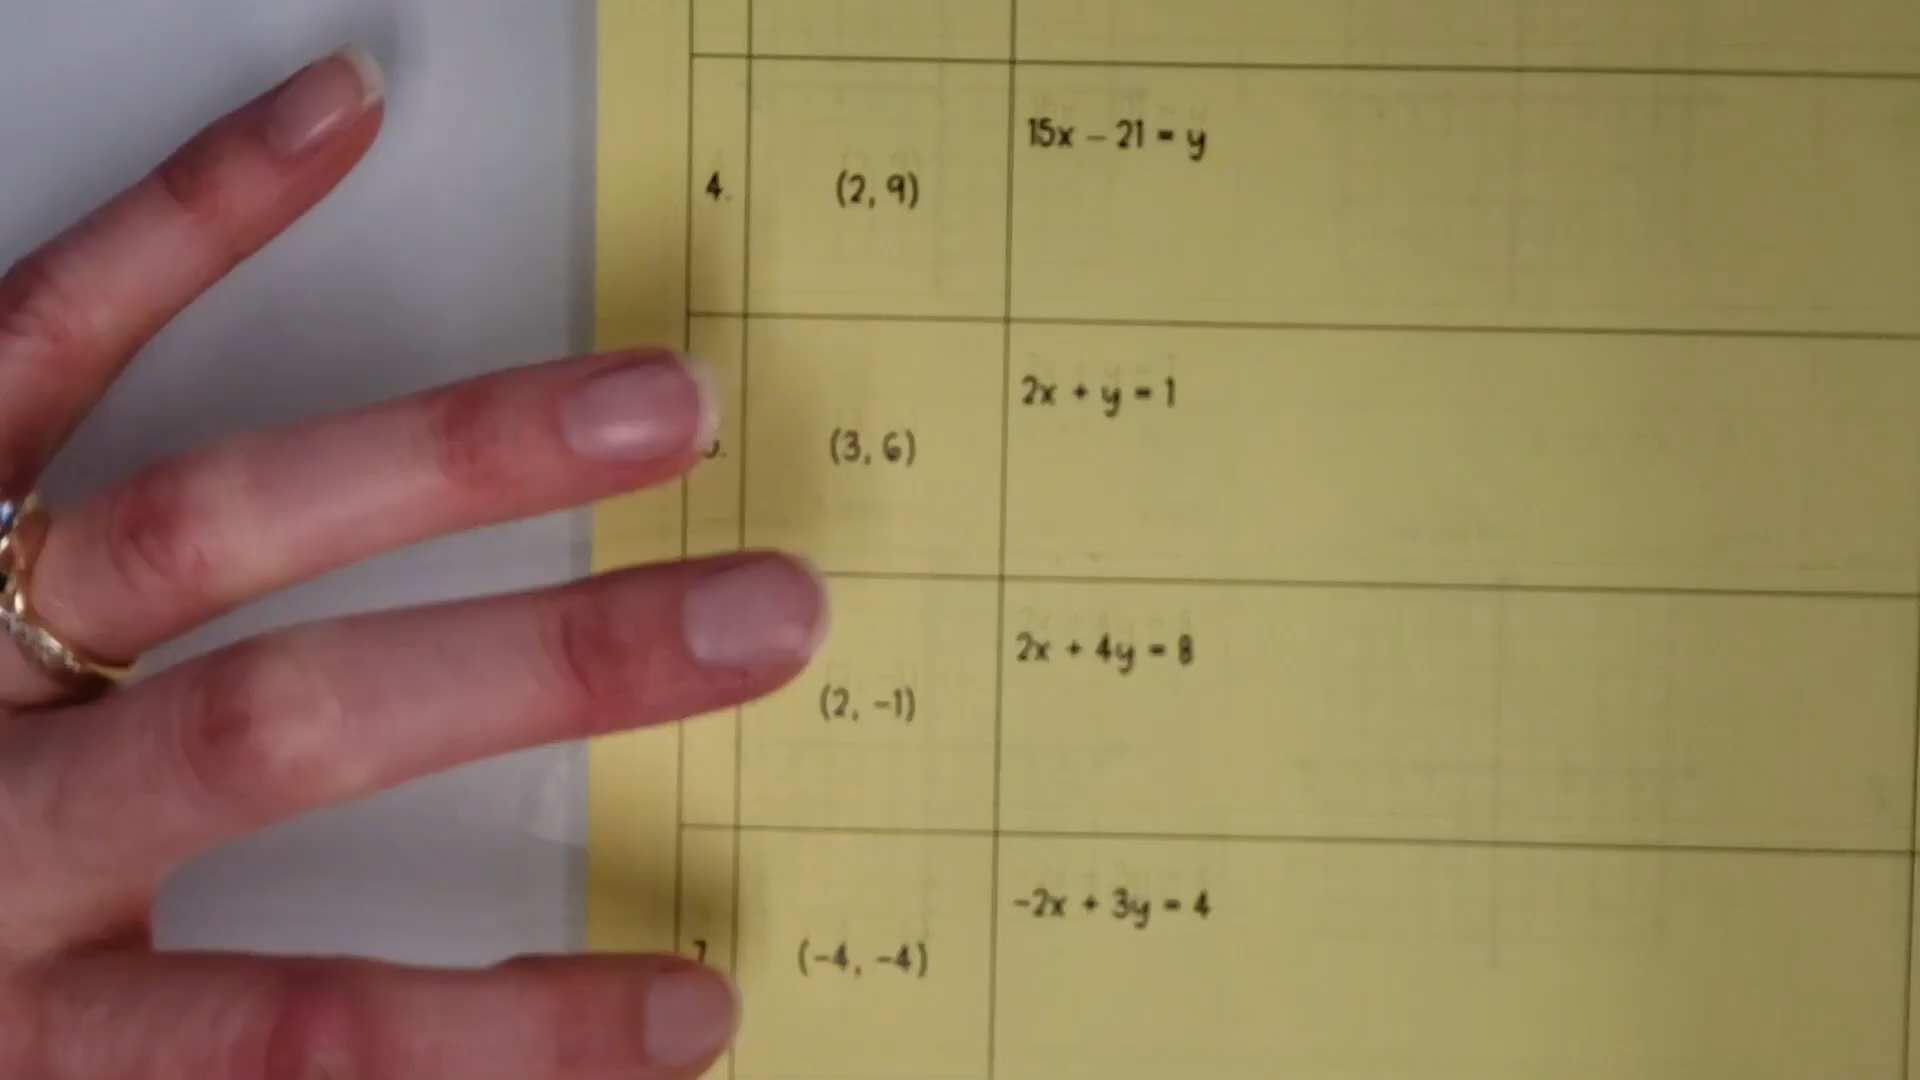 4. (2, 9) 15x – 21 = y
(3, 6) 2x + y = 1
(2, -1) 2x + 4y = 8
7 (-4, -4) -2x + 3y = 4